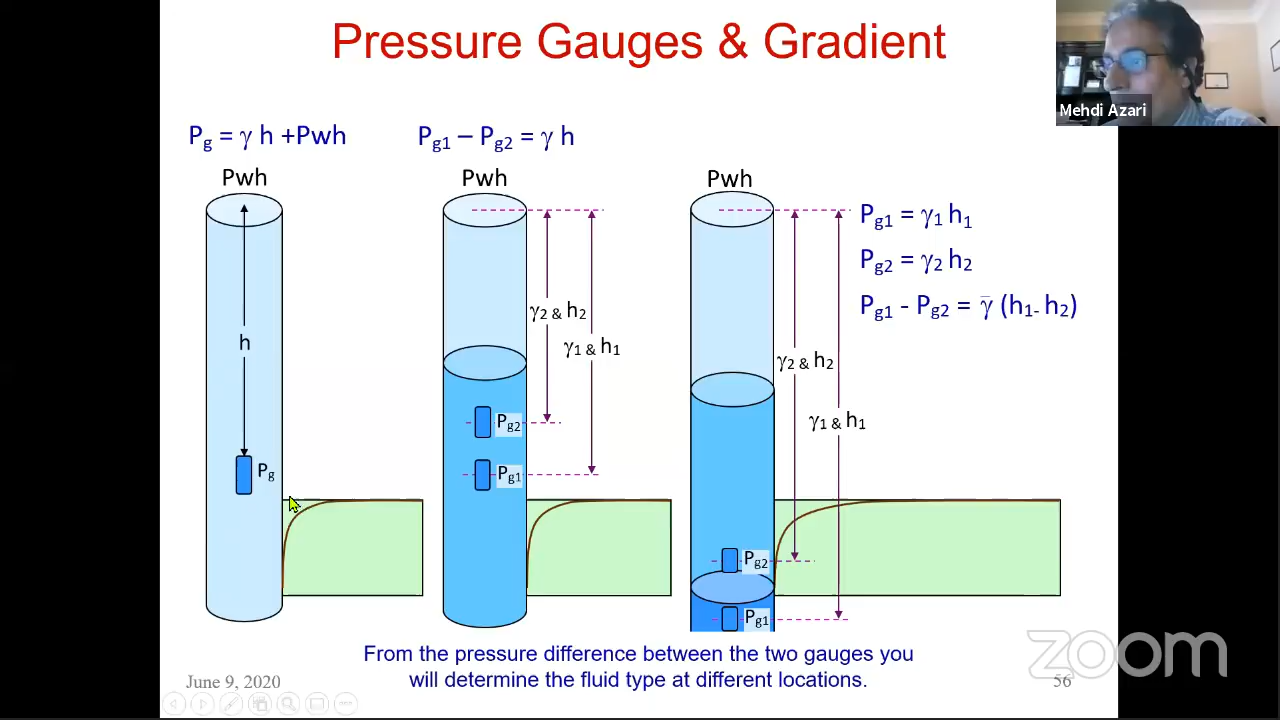 Pressure Gauges & Gradient
Mehdi Azari
Pg = γ h +Pwh
Pg1 – Pg2 = γ h
Pwh
Pwh
Pwh
Pg1 = γ1 h1
Pg2 = γ2 h2
Pg1 - Pg2 = γ̅ (h1- h2)
h
γ2 & h2
γ1 & h1
γ2 & h2
γ1 & h1
Pg
Pg2
Pg1
Pg2
Pg1
From the pressure difference between the two gauges you
will determine the fluid type at different locations.
June 9, 2020
56
zoom